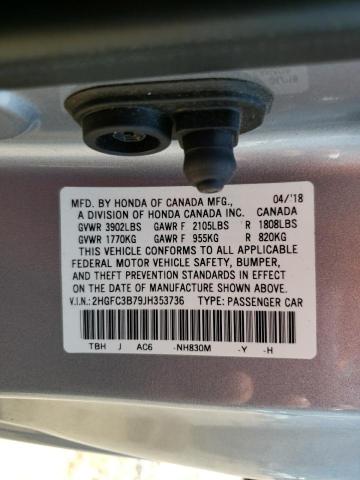 MFD. BY HONDA OF CANADA MFG., 04/'18
A DIVISION OF HONDA CANADA INC. CANADA
GVWR 3902LBS GAWR F 2105LBS R 1808LBS
GVWR 1770KG GAWR F 955KG R 820KG
THIS VEHICLE CONFORMS TO ALL APPLICABLE
FEDERAL MOTOR VEHICLE SAFETY, BUMPER,
AND THEFT PREVENTION STANDARDS IN EFFECT
ON THE DATE OF MANUFACTURE SHOWN ABOVE.
V.I.N.: 2HGFC3B79JH353736 TYPE: PASSENGER CAR
TBH J AC6 -NH830M -Y -H